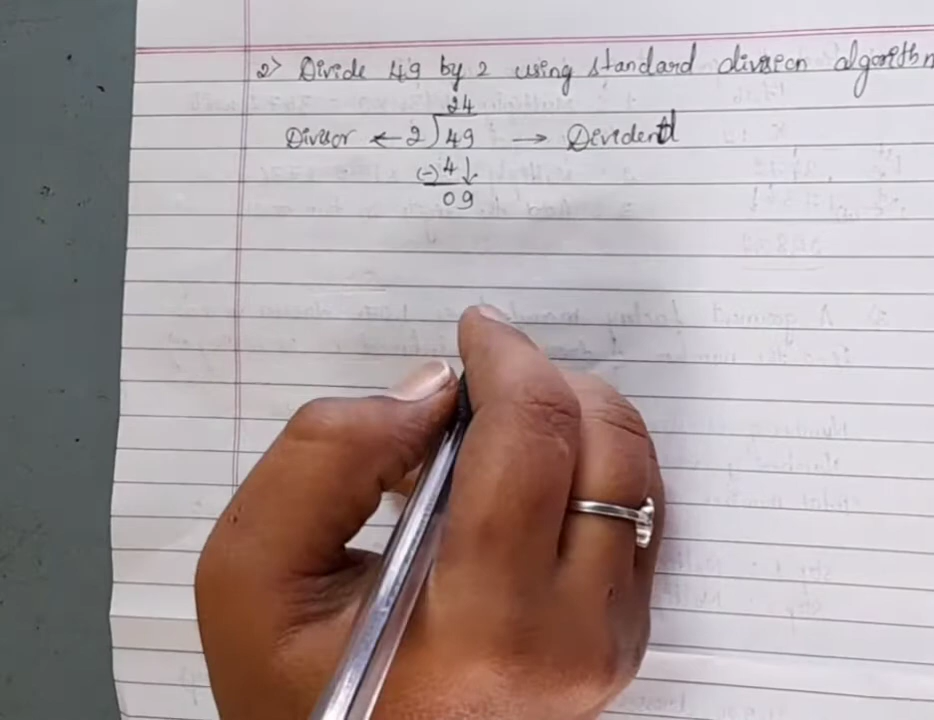 2> Divide 49 by 2 using standard division algorithm
24
Divisor ← 2) 49 → Dividend
(-) 4↓
09